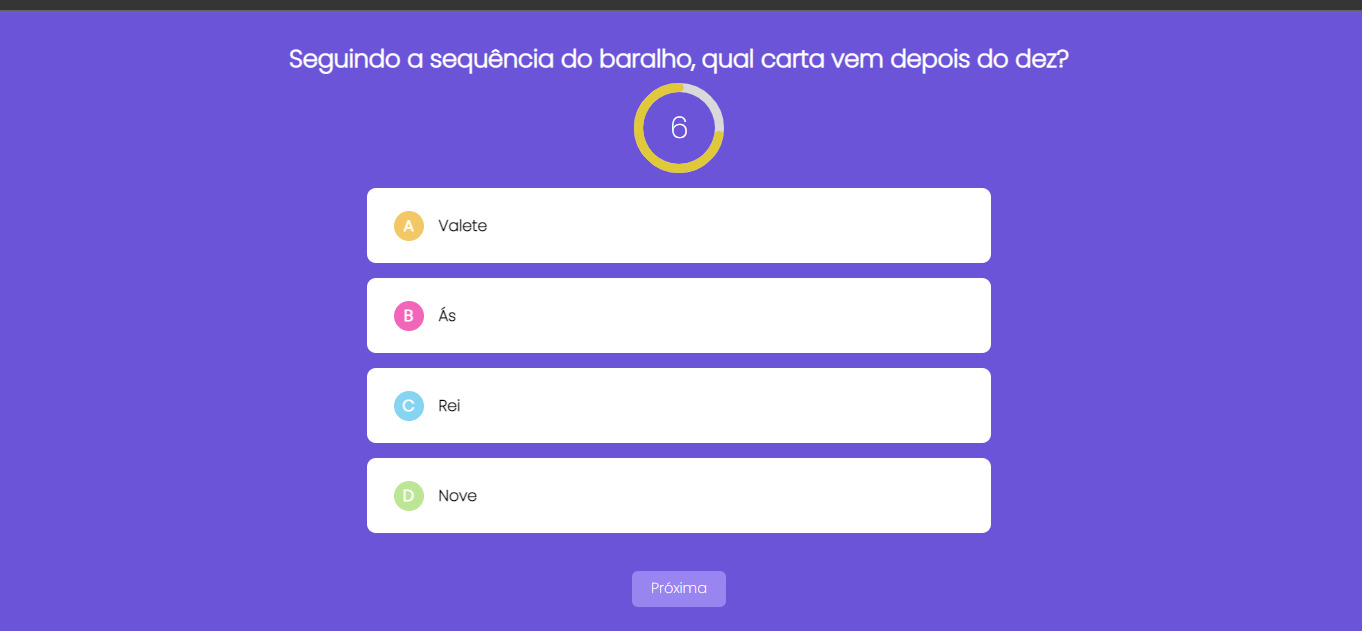 Seguindo a sequência do baralho, qual carta vem depois do dez?
6
A Valete
B Ás
C Rei
D Nove
Próxima